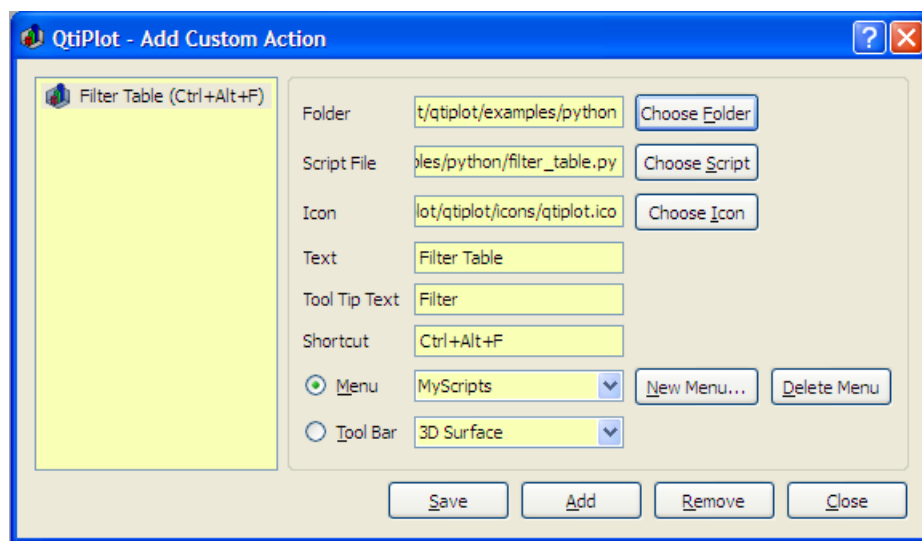 QtiPlot - Add Custom Action
Filter Table (Ctrl+Alt+F)
Folder t/qtiplot/examples/python Choose Folder
Script File les/python/filter_table.py Choose Script
Icon lot/qtiplot/icons/qtiplot.ico Choose Icon
Text Filter Table
Tool Tip Text Filter
Shortcut Ctrl+Alt+F
Menu MyScripts New Menu... Delete Menu
Tool Bar 3D Surface
Save Add Remove Close